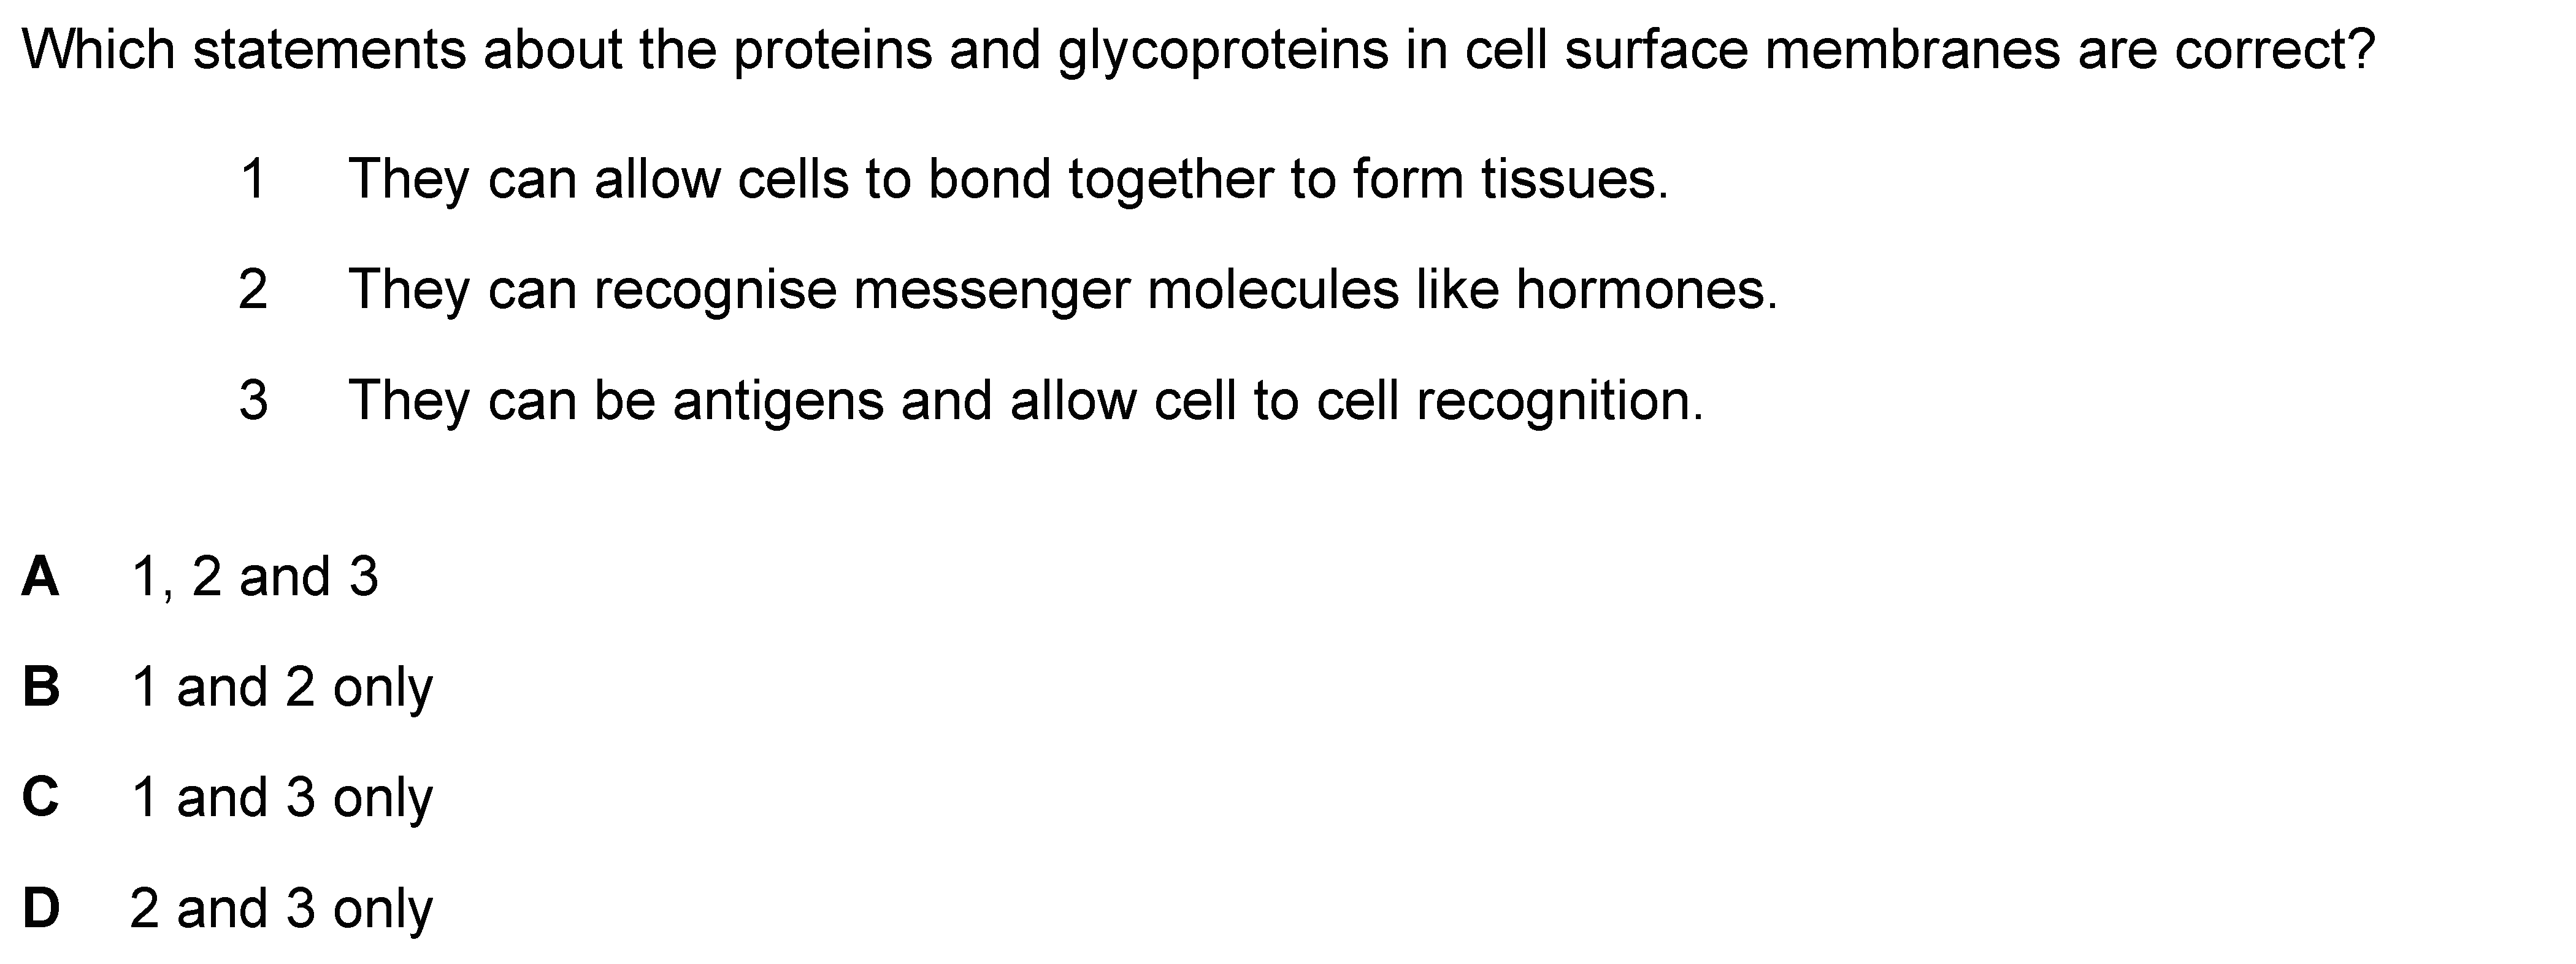 Which statements about the proteins and glycoproteins in cell surface membranes are correct?
1 They can allow cells to bond together to form tissues.
2 They can recognise messenger molecules like hormones.
3 They can be antigens and allow cell to cell recognition.
A 1, 2 and 3
B 1 and 2 only
C 1 and 3 only
D 2 and 3 only